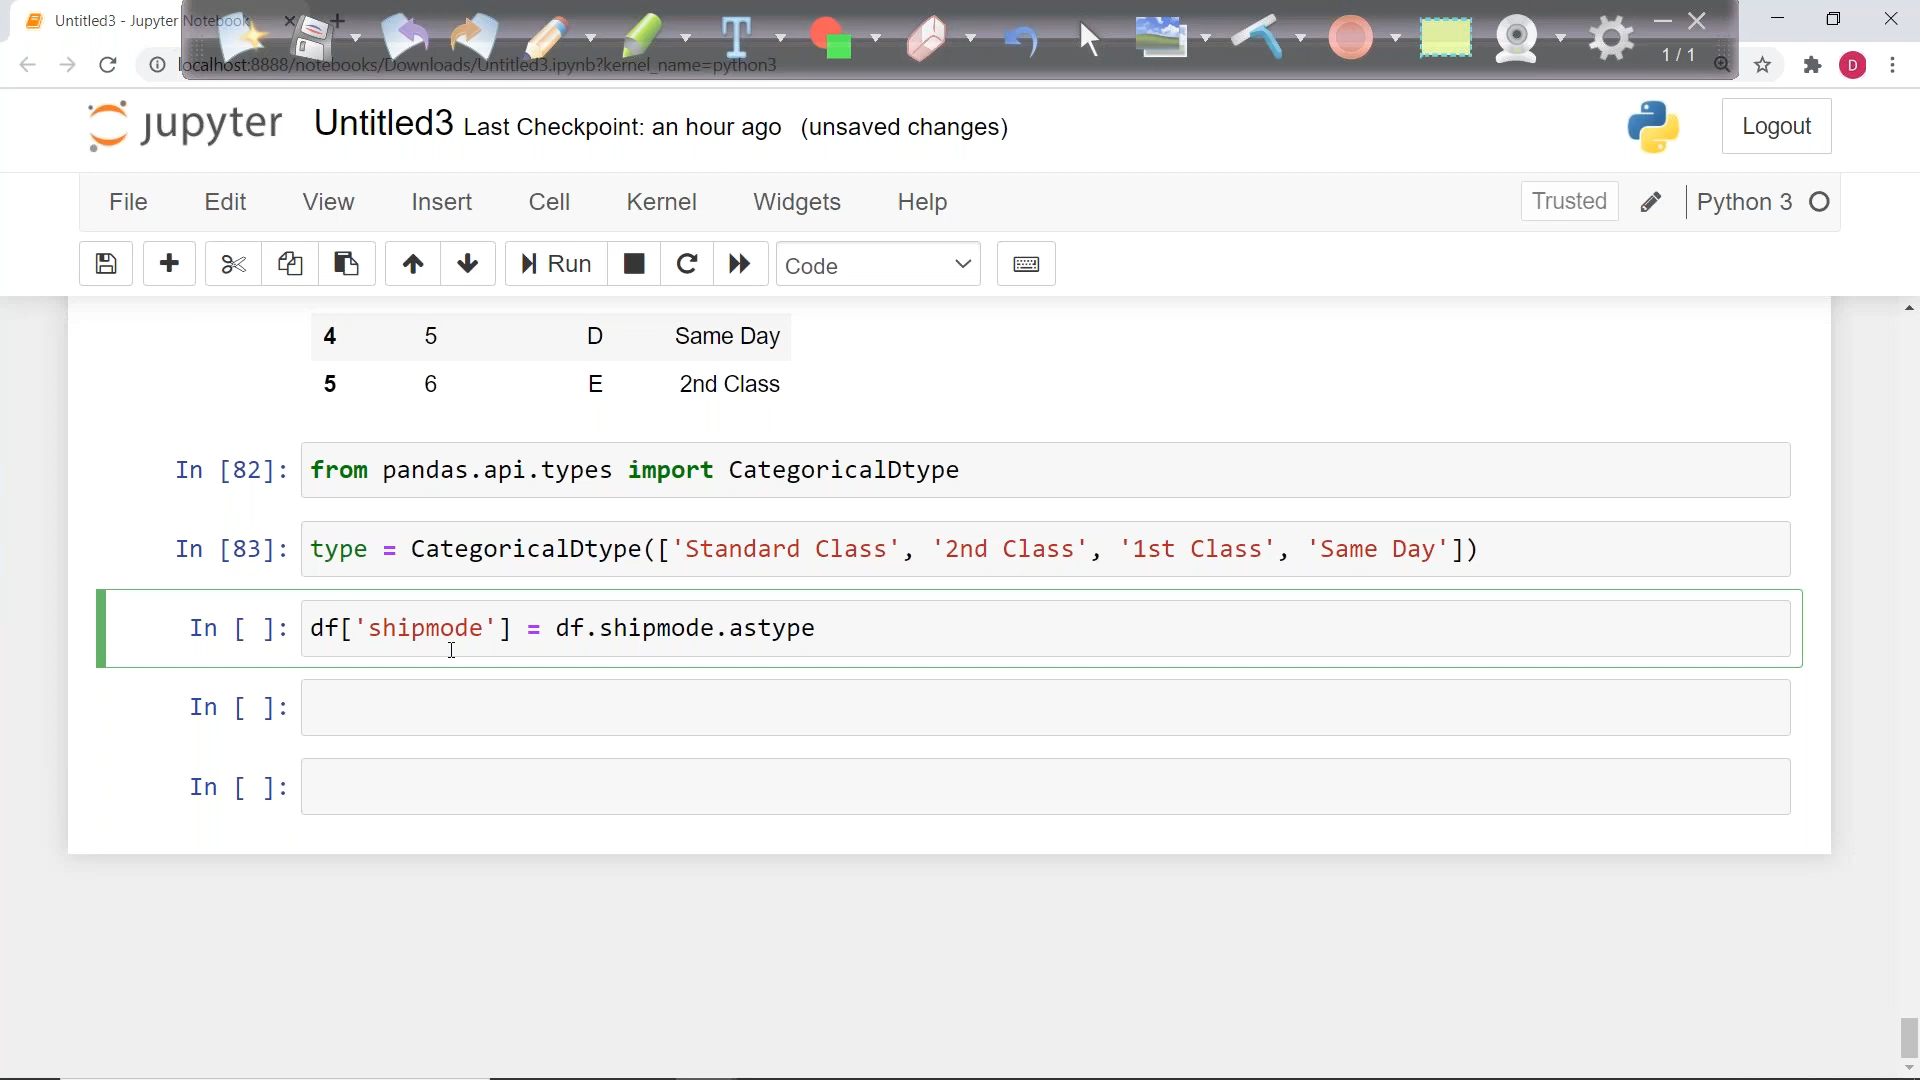 Untitled3 - Jupyter Notebook
localhost:8888/notebooks/Downloads/Untitled3.ipynb?kernel_name=python3
T
1 / 1
D
jupyter
Untitled3 Last Checkpoint: an hour ago (unsaved changes)
Logout
File Edit View Insert Cell Kernel Widgets Help
Trusted
Python 3
Run
Code
4 5 D Same Day
5 6 E 2nd Class
In [82]: from pandas.api.types import CategoricalDtype
In [83]: type = CategoricalDtype(['Standard Class', '2nd Class', '1st Class', 'Same Day'])
In [ ]: df['shipmode'] = df.shipmode.astype
In [ ]:
In [ ]: